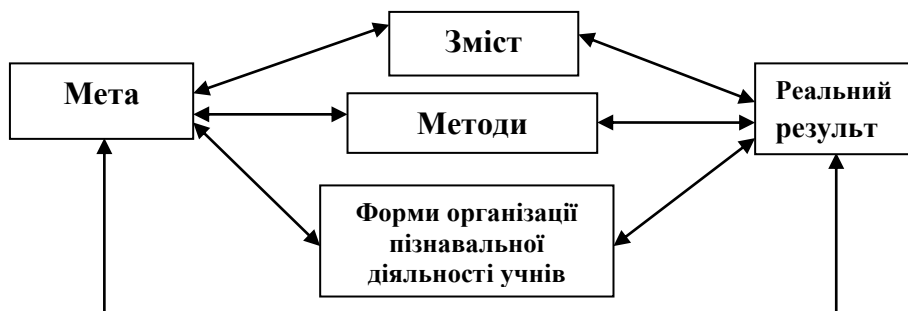 Зміст
Мета
Методи
Реальний
результ
Форми організації
пізнавальної
діяльності учнів